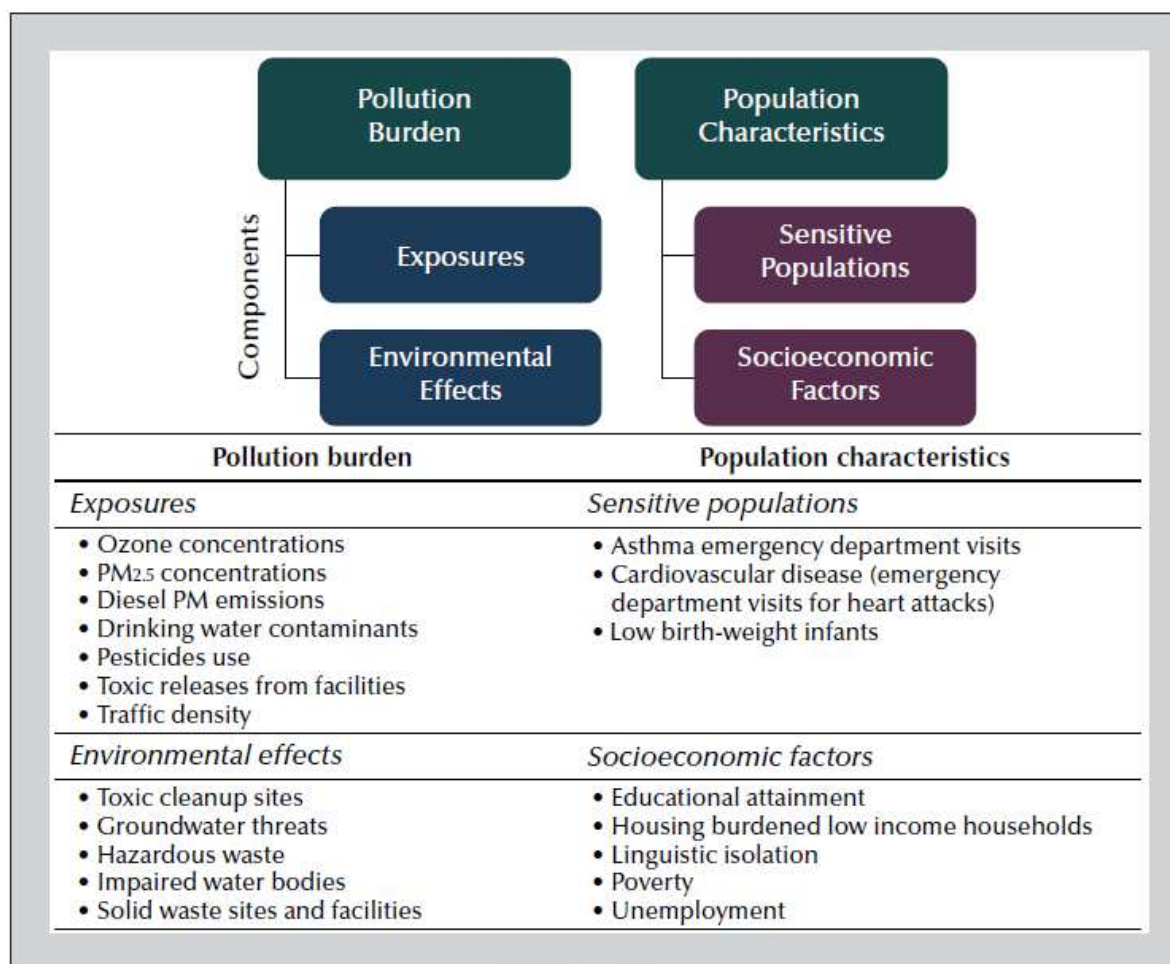 Pollution
Burden
Population
Characteristics
Components
Exposures
Sensitive
Populations
Environmental
Effects
Socioeconomic
Factors
Pollution burden
Population characteristics
Exposures
• Ozone concentrations
• PM2.5 concentrations
• Diesel PM emissions
• Drinking water contaminants
• Pesticides use
• Toxic releases from facilities
• Traffic density
Sensitive populations
• Asthma emergency department visits
• Cardiovascular disease (emergency
department visits for heart attacks)
• Low birth-weight infants
Environmental effects
• Toxic cleanup sites
• Groundwater threats
• Hazardous waste
• Impaired water bodies
• Solid waste sites and facilities
Socioeconomic factors
• Educational attainment
• Housing burdened low income households
• Linguistic isolation
• Poverty
• Unemployment